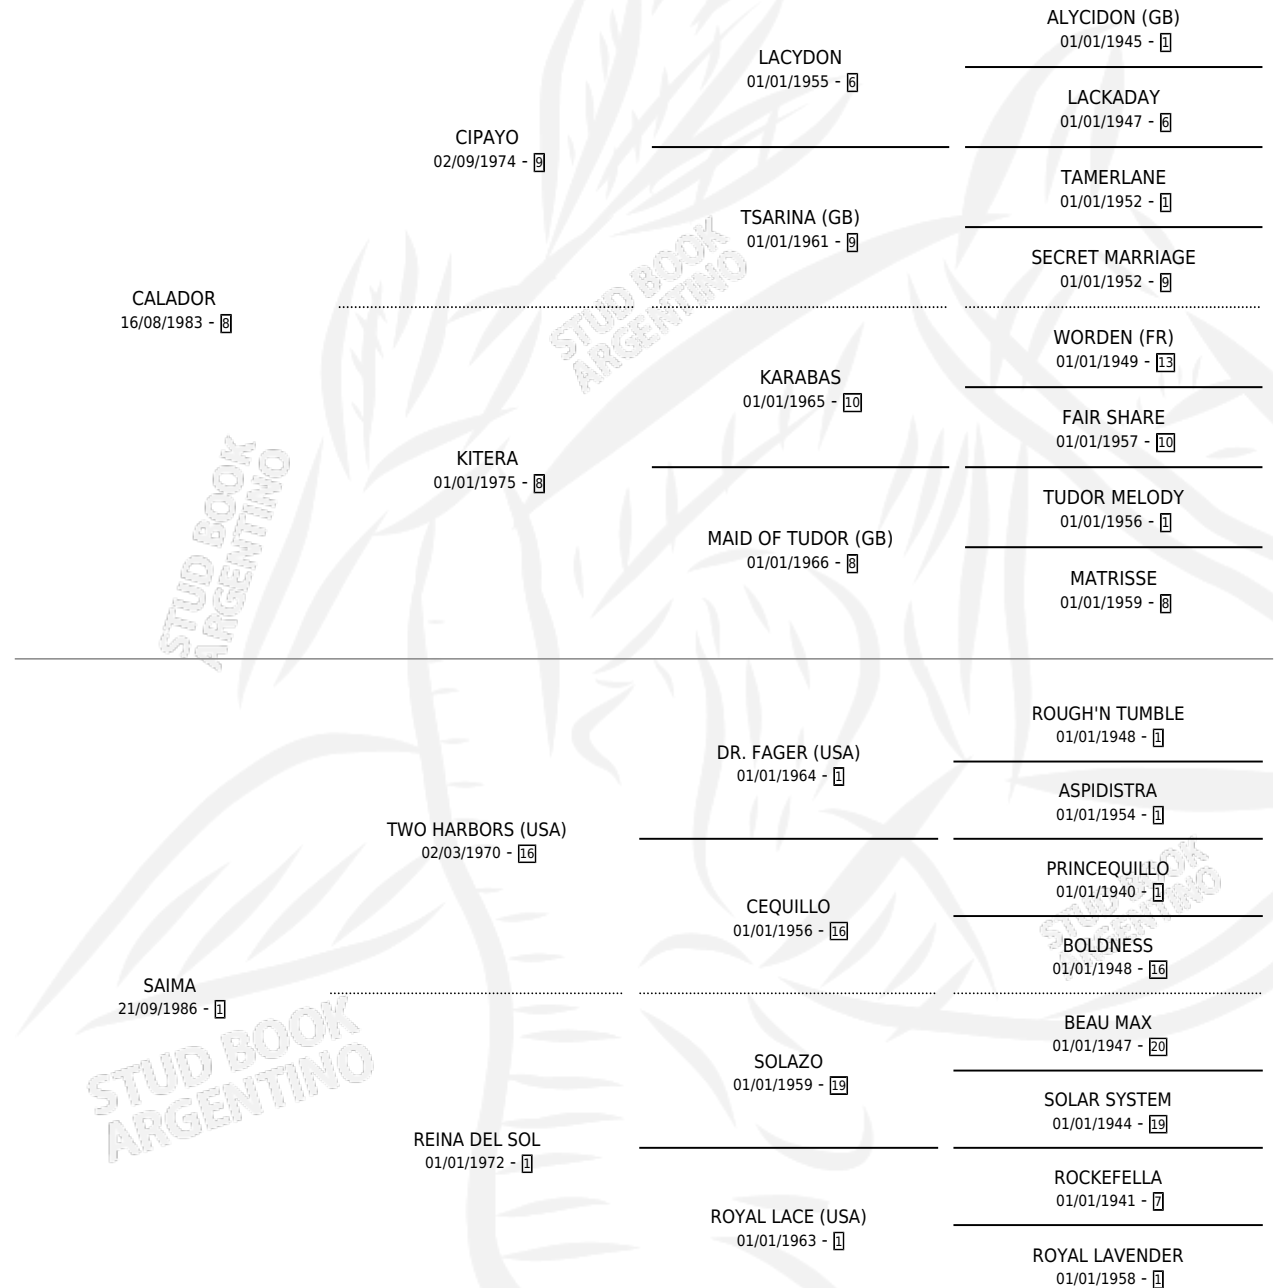 ALYCIDON (GB)
01/01/1945 - 1
LACYDON
01/01/1955 - 6
LACKADAY
01/01/1947 - 6
CIPAYO
02/09/1974 - 9
TAMERLANE
01/01/1952 - 1
TSARINA (GB)
01/01/1961 - 9
SECRET MARRIAGE
01/01/1952 - 9
CALADOR
16/08/1983 - 8
WORDEN (FR)
01/01/1949 - 13
KARABAS
01/01/1965 - 10
FAIR SHARE
01/01/1957 - 10
KITERA
01/01/1975 - 8
TUDOR MELODY
01/01/1956 - 1
MAID OF TUDOR (GB)
01/01/1966 - 8
MATRISSE
01/01/1959 - 8
STUD BOOK
ARGENTINO
STUD BOOK
ARGENTINO
ROUGH'N TUMBLE
01/01/1948 - 1
DR. FAGER (USA)
01/01/1964 - 1
ASPIDISTRA
01/01/1954 - 1
TWO HARBORS (USA)
02/03/1970 - 16
PRINCEQUILLO
01/01/1940 - 1
CEQUILLO
01/01/1956 - 16
BOLDNESS
01/01/1948 - 16
STUD BOOK
ARGENTINO
SAIMA
21/09/1986 - 1
BEAU MAX
01/01/1947 - 20
SOLAZO
01/01/1959 - 19
SOLAR SYSTEM
01/01/1944 - 19
STUD BOOK
ARGENTINO
REINA DEL SOL
01/01/1972 - 1
ROCKEFELLA
01/01/1941 - 7
ROYAL LACE (USA)
01/01/1963 - 1
ROYAL LAVENDER
01/01/1958 - 1